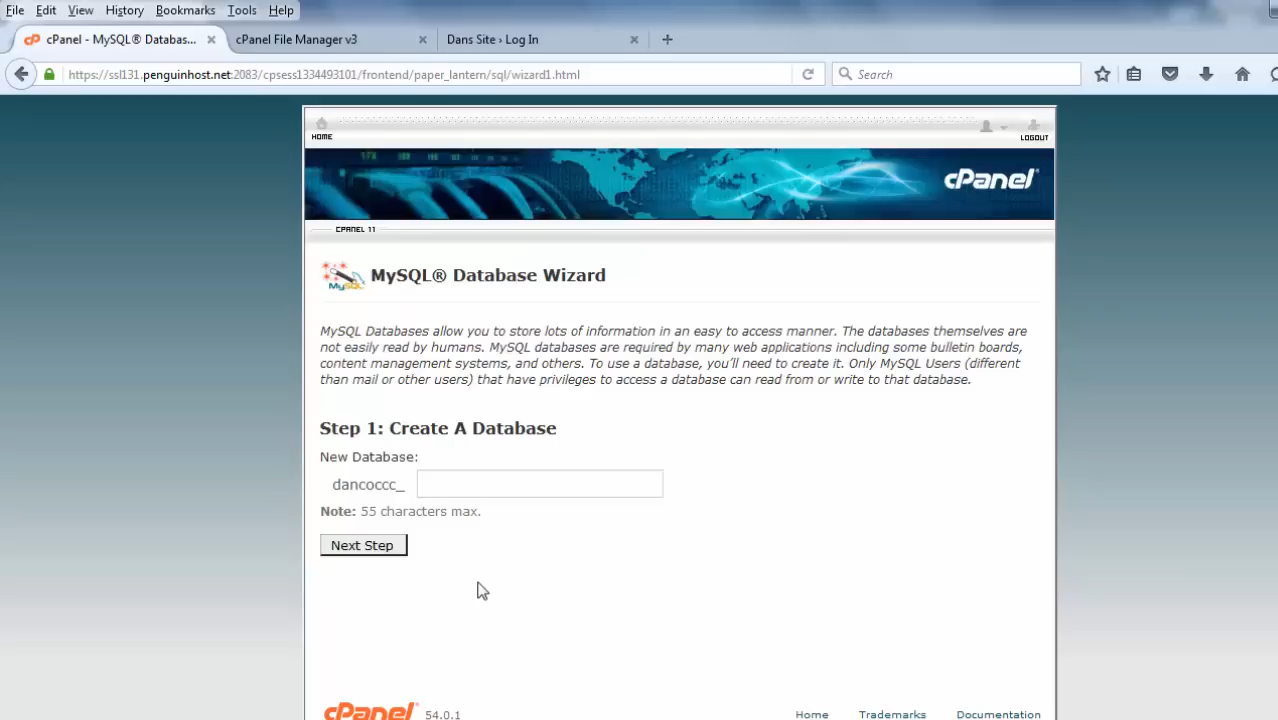 File Edit View History Bookmarks Tools Help
cPanel - MySQL® Databas... cPanel File Manager v3 Dans Site › Log In
https://ssl131.penguinhost.net:2083/cpsess1334493101/frontend/paper_lantern/sql/wizard1.html Search
HOME LOGOUT
cPanel®
CPANEL 11
MySQL MySQL® Database Wizard
MySQL Databases allow you to store lots of information in an easy to access manner. The databases themselves are
not easily read by humans. MySQL databases are required by many web applications including some bulletin boards,
content management systems, and others. To use a database, you'll need to create it. Only MySQL Users (different
than mail or other users) that have privileges to access a database can read from or write to that database.
Step 1: Create A Database
New Database:
dancoccc_
Note: 55 characters max.
Next Step
cPanel® 54.0.1 Home Trademarks Documentation